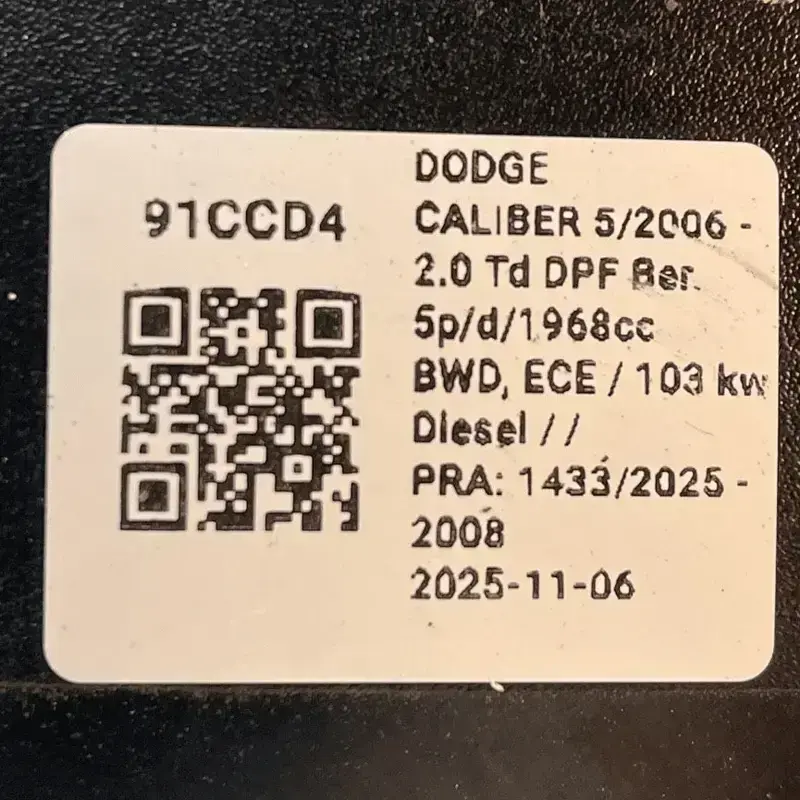 91CCD4
DODGE
CALIBER 5/2006 -
2.0 Td DPF Ber.
5p/d/1968cc
BWD, ECE / 103 kw
Diesel / /
PRA: 1433/2025 -
2008
2025-11-06